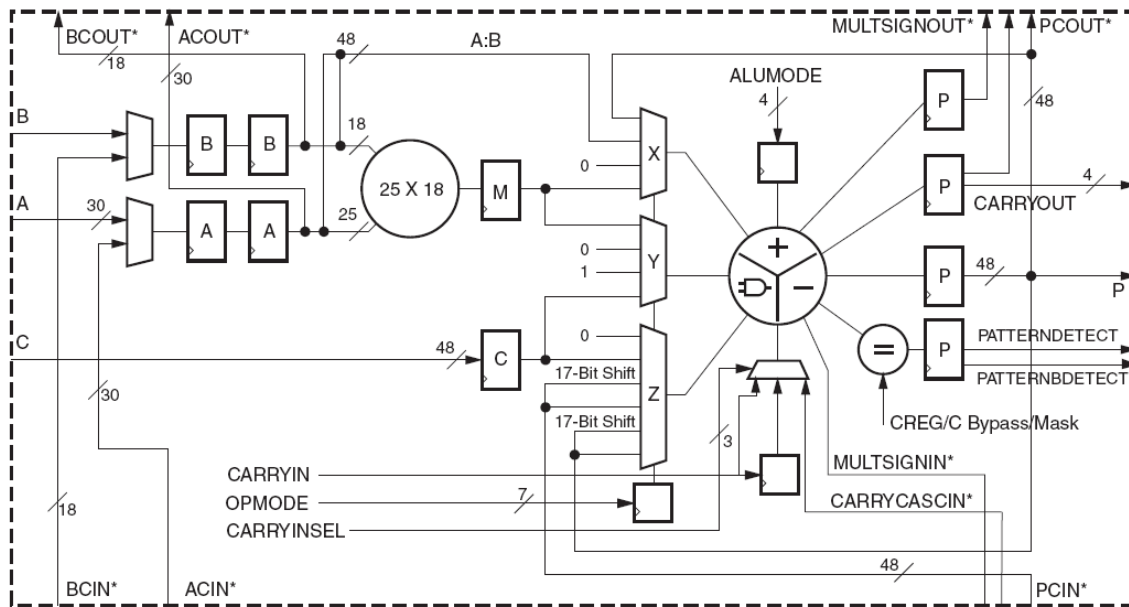 BCOUT* ACOUT* MULTSIGNOUT* PCOUT*
48 A:B
18
30
ALUMODE
4
48
B
B B
18
P
X
0
25 X 18 M
P
4
CARRYOUT
A
30
A A
25
0
Y
1
+
−
48
P
P
C
48
C
0
17-Bit Shift
Z
17-Bit Shift
=
P
PATTERNDETECT
PATTERNBDETECT
CREG/C Bypass/Mask
30
3
CARRYIN
MULTSIGNIN*
OPMODE
7
CARRYCASCIN*
CARRYINSEL
18
48
BCIN* ACIN* PCIN*